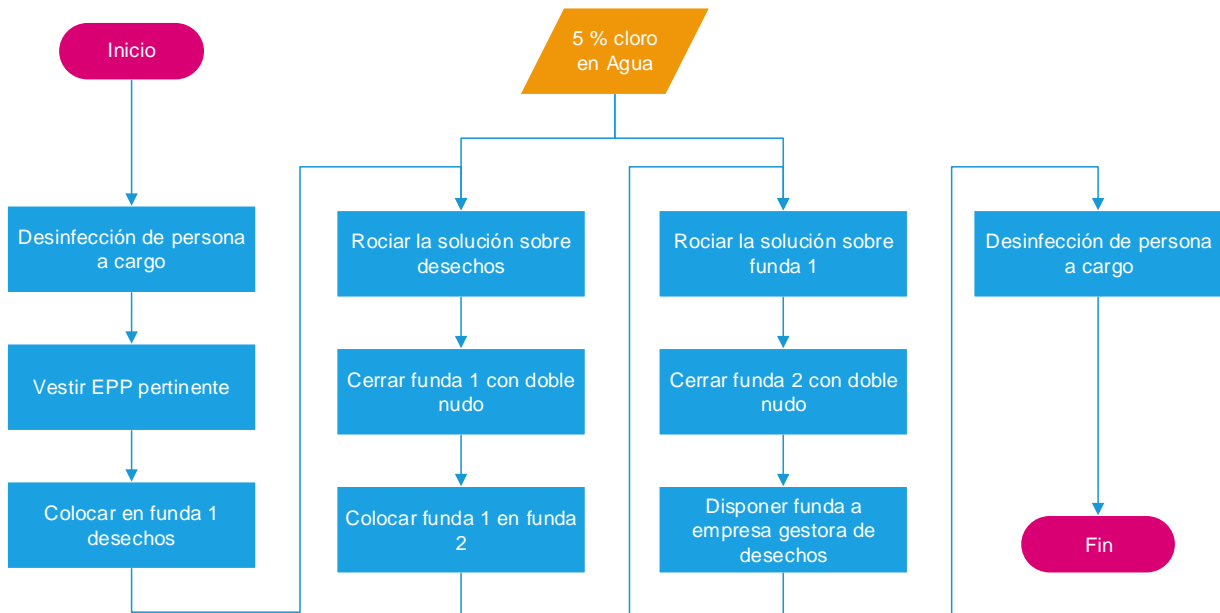 Inicio
Desinfección de persona
a cargo
Vestir EPP pertinente
Colocar en funda 1
desechos
5 % cloro
en Agua
Rociar la solución sobre
desechos
Cerrar funda 1 con doble
nudo
Colocar funda 1 en funda
2
Rociar la solución sobre
funda 1
Cerrar funda 2 con doble
nudo
Disponer funda a
empresa gestora de
desechos
Desinfección de persona
a cargo
Fin